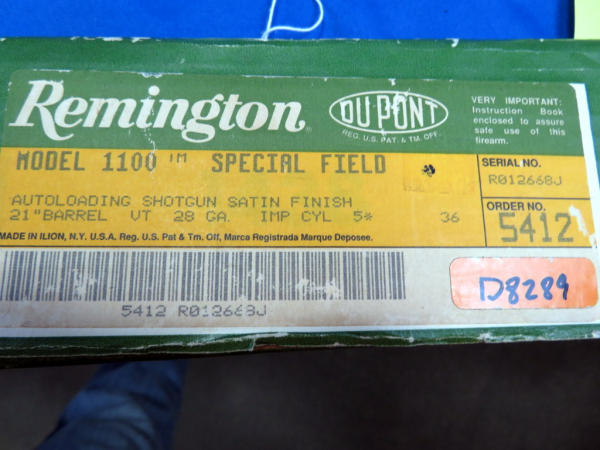 Remington®
DU PONT
REG. U.S. PAT. & TM. OFF.
VERY IMPORTANT:
Instruction Book
enclosed to assure
safe use of this
firearm.
MODEL 1100 TM SPECIAL FIELD
SERIAL NO.
R012668J
AUTOLOADING SHOTGUN SATIN FINISH
21"BARREL VT 28 GA. IMP CYL 5* 36
ORDER NO.
5412
MADE IN ILION, N.Y. U.S.A. Reg. U.S. Pat & Tm. Off, Marca Registrada Marque Deposee.
5412 R012668J
D8289